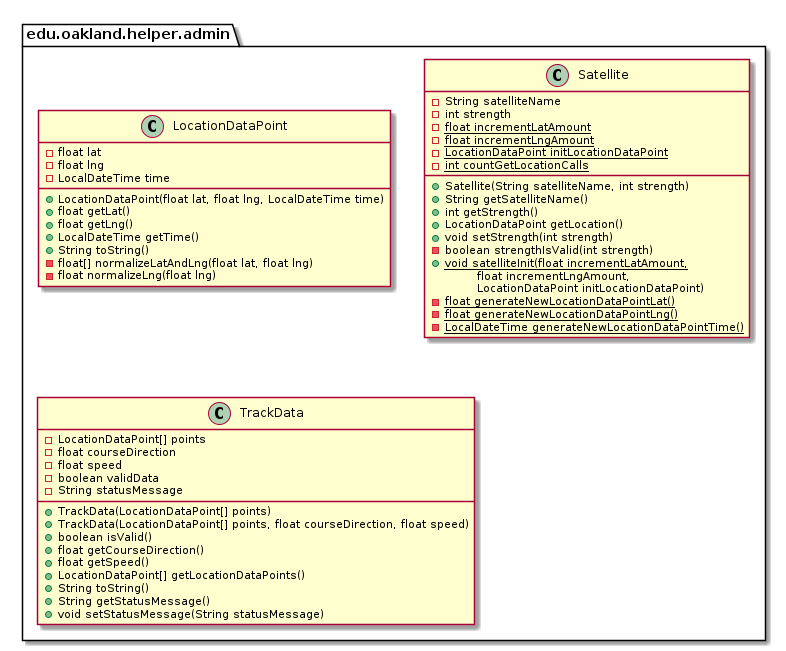 edu.oakland.helper.admin
C LocationDataPoint
float lat
float lng
LocalDateTime time
LocationDataPoint(float lat, float lng, LocalDateTime time)
float getLat()
float getLng()
LocalDateTime getTime()
String toString()
float[] normalizeLatAndLng(float lat, float lng)
float normalizeLng(float lng)
C Satellite
String satelliteName
int strength
float incrementLatAmount
float incrementLngAmount
LocationDataPoint initLocationDataPoint
int countGetLocationCalls
Satellite(String satelliteName, int strength)
String getSatelliteName()
int getStrength()
LocationDataPoint getLocation()
void setStrength(int strength)
boolean strengthIsValid(int strength)
void satelliteInit(float incrementLatAmount,
float incrementLngAmount,
LocationDataPoint initLocationDataPoint)
float generateNewLocationDataPointLat()
float generateNewLocationDataPointLng()
LocalDateTime generateNewLocationDataPointTime()
C TrackData
LocationDataPoint[] points
float courseDirection
float speed
boolean validData
String statusMessage
TrackData(LocationDataPoint[] points)
TrackData(LocationDataPoint[] points, float courseDirection, float speed)
boolean isValid()
float getCourseDirection()
float getSpeed()
LocationDataPoint[] getLocationDataPoints()
String toString()
String getStatusMessage()
void setStatusMessage(String statusMessage)